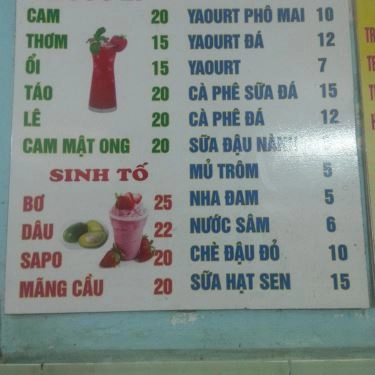 CAM 20
THƠM 15
ỔI 15
TÁO 20
LÊ 20
CAM MẬT ONG 20
SINH TỐ
BƠ 25
DÂU 22
SAPO 20
MÃNG CẦU 20
YAOURT PHÔ MAI 10
YAOURT ĐÁ 12
YAOURT 7
CÀ PHÊ SỮA ĐÁ 15
CÀ PHÊ ĐÁ 12
SỮA ĐẬU NÀNH 5
MỦ TRÔM 5
NHA ĐAM 5
NƯỚC SÂM 6
CHÈ ĐẬU ĐỎ 10
SỮA HẠT SEN 15